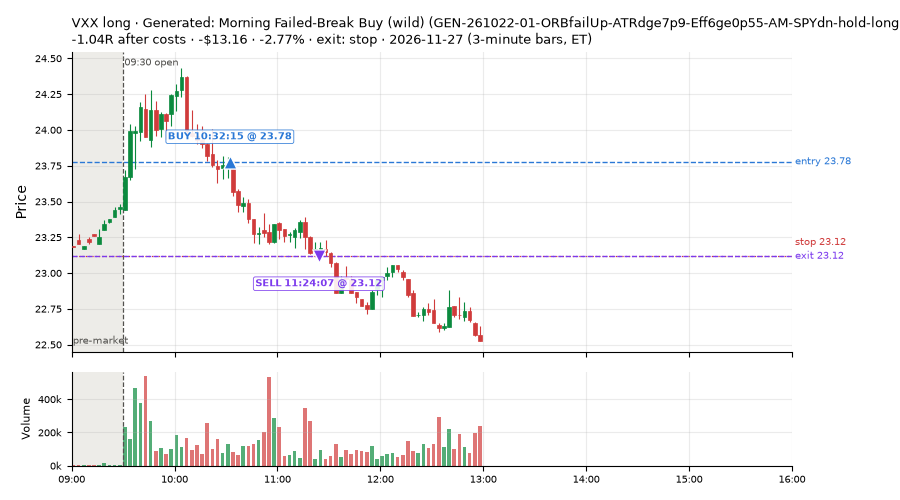 VXX long · Generated: Morning Failed-Break Buy (wild) (GEN-261022-01-ORBfailUp-ATRdge7p9-Eff6ge0p55-AM-SPYdn-hold-long
-1.04R after costs · -$13.16 · -2.77% · exit: stop · 2026-11-27 (3-minute bars, ET)
24.50
09:30 open
24.25
24.00
BUY 10:32:15 @ 23.78
23.75
entry 23.78
Price
23.50
23.25
stop 23.12
exit 23.12
23.00
SELL 11:24:07 @ 23.12
22.75
22.50
pre-market
Volume
400k
200k
0k
09:00
10:00
11:00
12:00
13:00
14:00
15:00
16:00